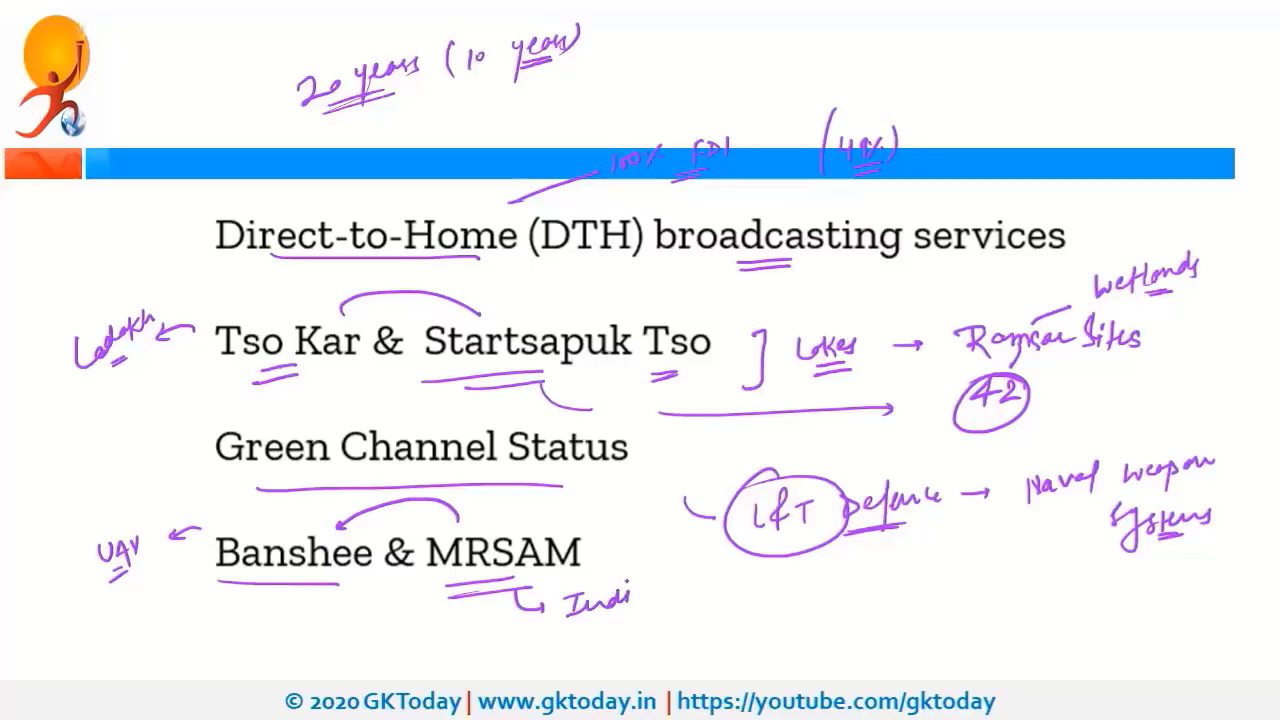 20 years (10 years)
100% FDI (49%)
Direct-to-Home (DTH) broadcasting services
Wetlands
Ladakh Tso Kar & Startsapuk Tso Lakes → Ramsar Sites
42
Green Channel Status
L&T Defence → Naval Weapon
Systems
UAV Banshee & MRSAM
Indi
© 2020 GKToday | www.gktoday.in | https://youtube.com/gktoday